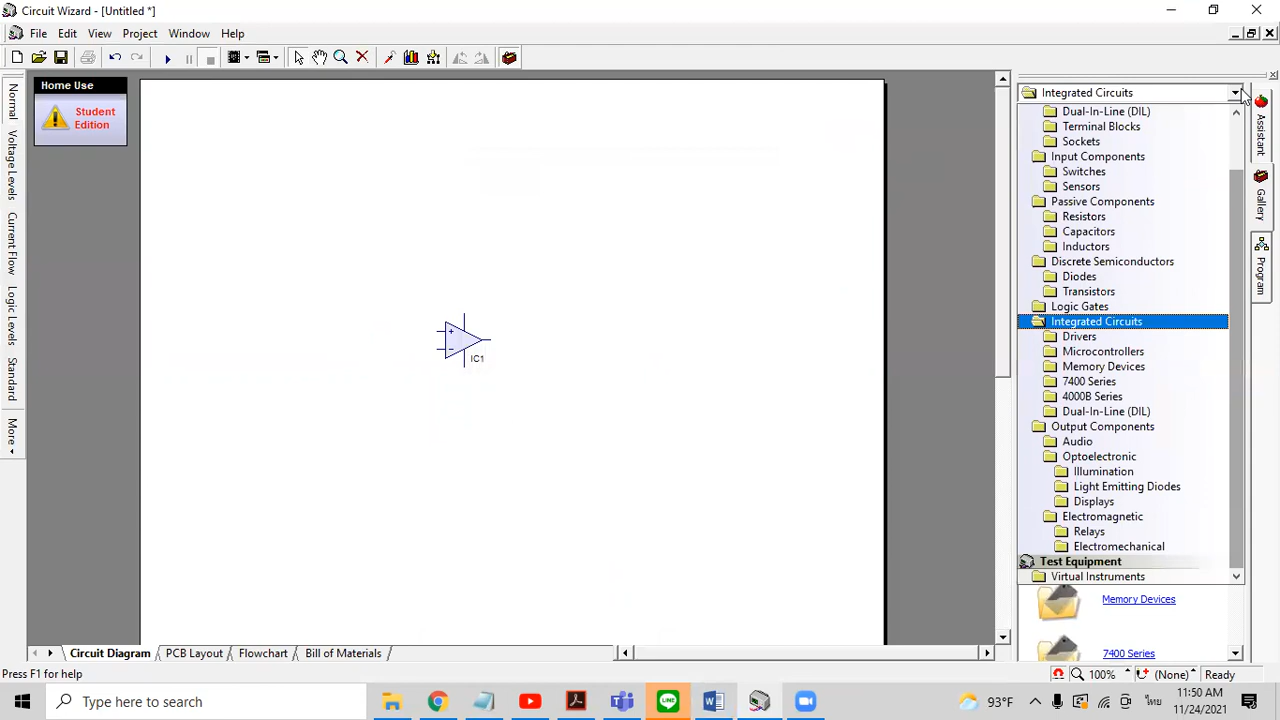 Circuit Wizard - [Untitled *]
File Edit View Project Window Help
Home Use
Student
Edition
Normal
Voltage Levels
Current Flow
Logic Levels
Standard
More
+
-
IC1
Integrated Circuits
Dual-In-Line (DIL)
Terminal Blocks
Sockets
Input Components
Switches
Sensors
Passive Components
Resistors
Capacitors
Inductors
Discrete Semiconductors
Diodes
Transistors
Logic Gates
Integrated Circuits
Drivers
Microcontrollers
Memory Devices
7400 Series
4000B Series
Dual-In-Line (DIL)
Output Components
Audio
Optoelectronic
Illumination
Light Emitting Diodes
Displays
Electromagnetic
Relays
Electromechanical
Test Equipment
Virtual Instruments
Memory Devices
7400 Series
Assistant
Gallery
Program
Circuit Diagram PCB Layout Flowchart Bill of Materials
Press F1 for help
100% (None) Ready
Type here to search
LINE
93°F
ไทย
11:50 AM
11/24/2021